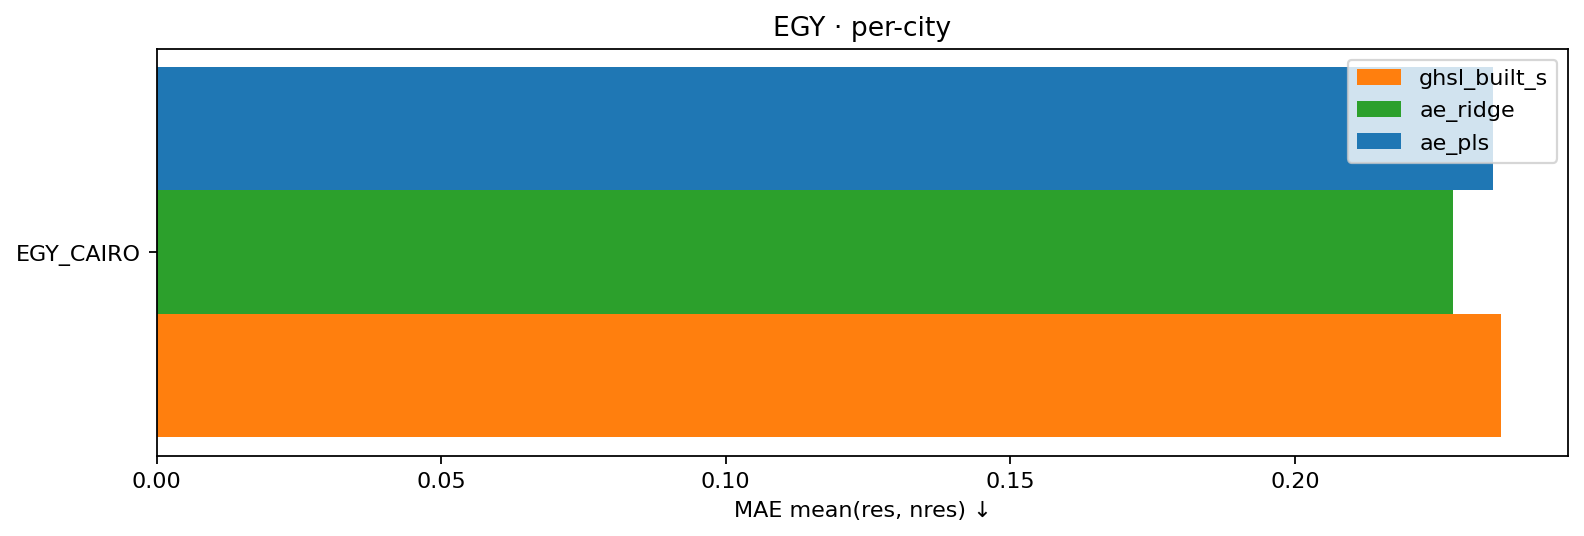 EGY · per-city
ghsl_built_s
ae_ridge
ae_pls
EGY_CAIRO
0.00 0.05 0.10 0.15 0.20
MAE mean(res, nres) ↓